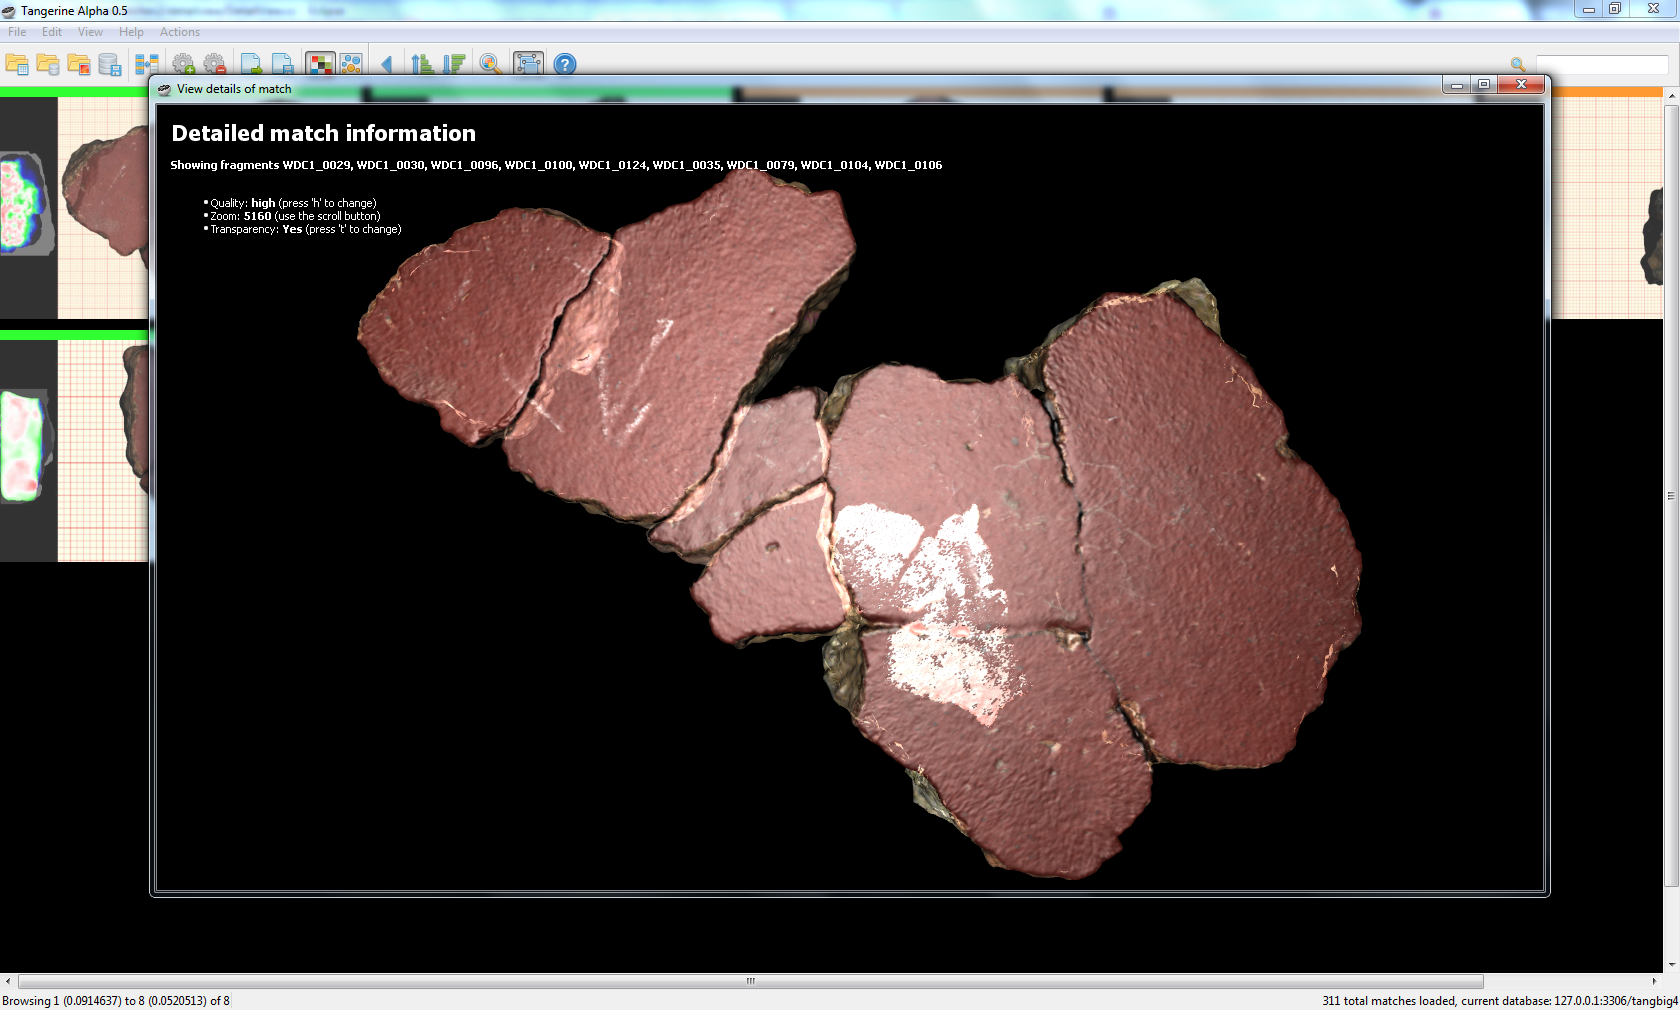 Tangerine Alpha 0.5
File Edit View Help Actions
View details of match
Detailed match information
Showing fragments WDC1_0029, WDC1_0030, WDC1_0096, WDC1_0100, WDC1_0124, WDC1_0035, WDC1_0079, WDC1_0104, WDC1_0106
Quality: high (press 'h' to change)
Zoom: 5160 (use the scroll button)
Transparency: Yes (press 't' to change)
Browsing 1 (0.0914637) to 8 (0.0520513) of 8
311 total matches loaded, current database: 127.0.0.1:3306/tangbig4